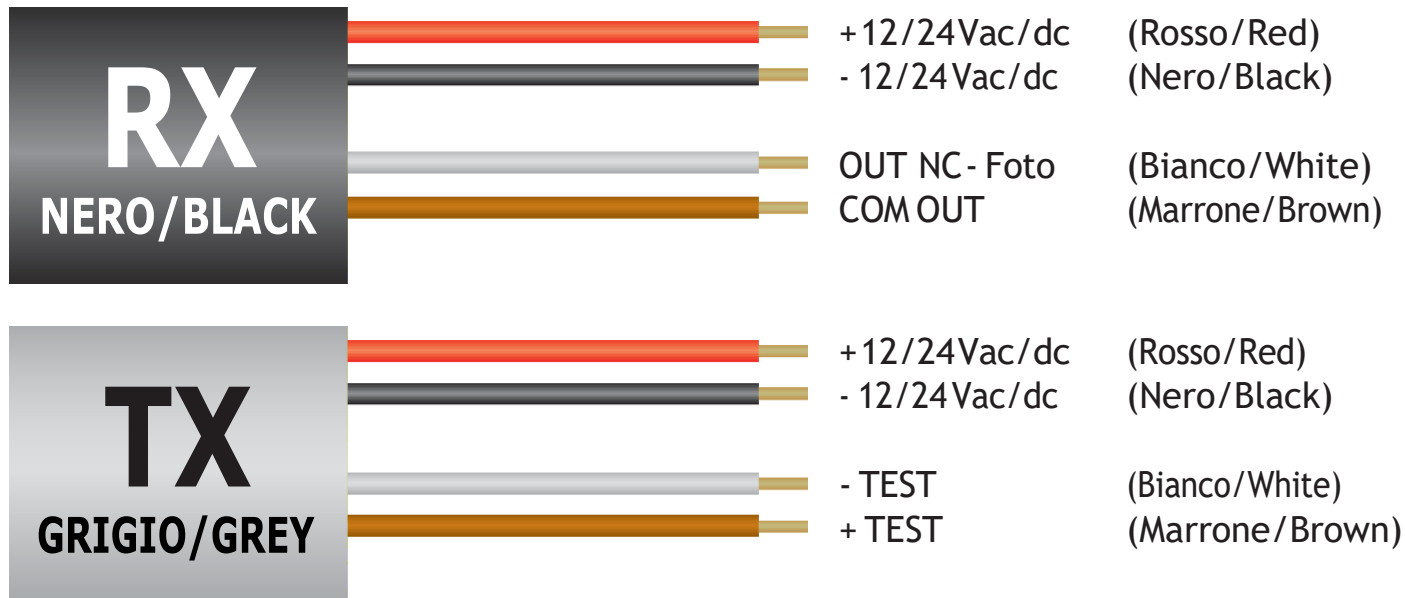 RX
NERO/BLACK
+12/24Vac/dc (Rosso/Red)
- 12/24Vac/dc (Nero/Black)
OUT NC - Foto (Bianco/White)
COM OUT (Marrone/Brown)
TX
GRIGIO/GREY
+12/24Vac/dc (Rosso/Red)
- 12/24Vac/dc (Nero/Black)
- TEST (Bianco/White)
+ TEST (Marrone/Brown)